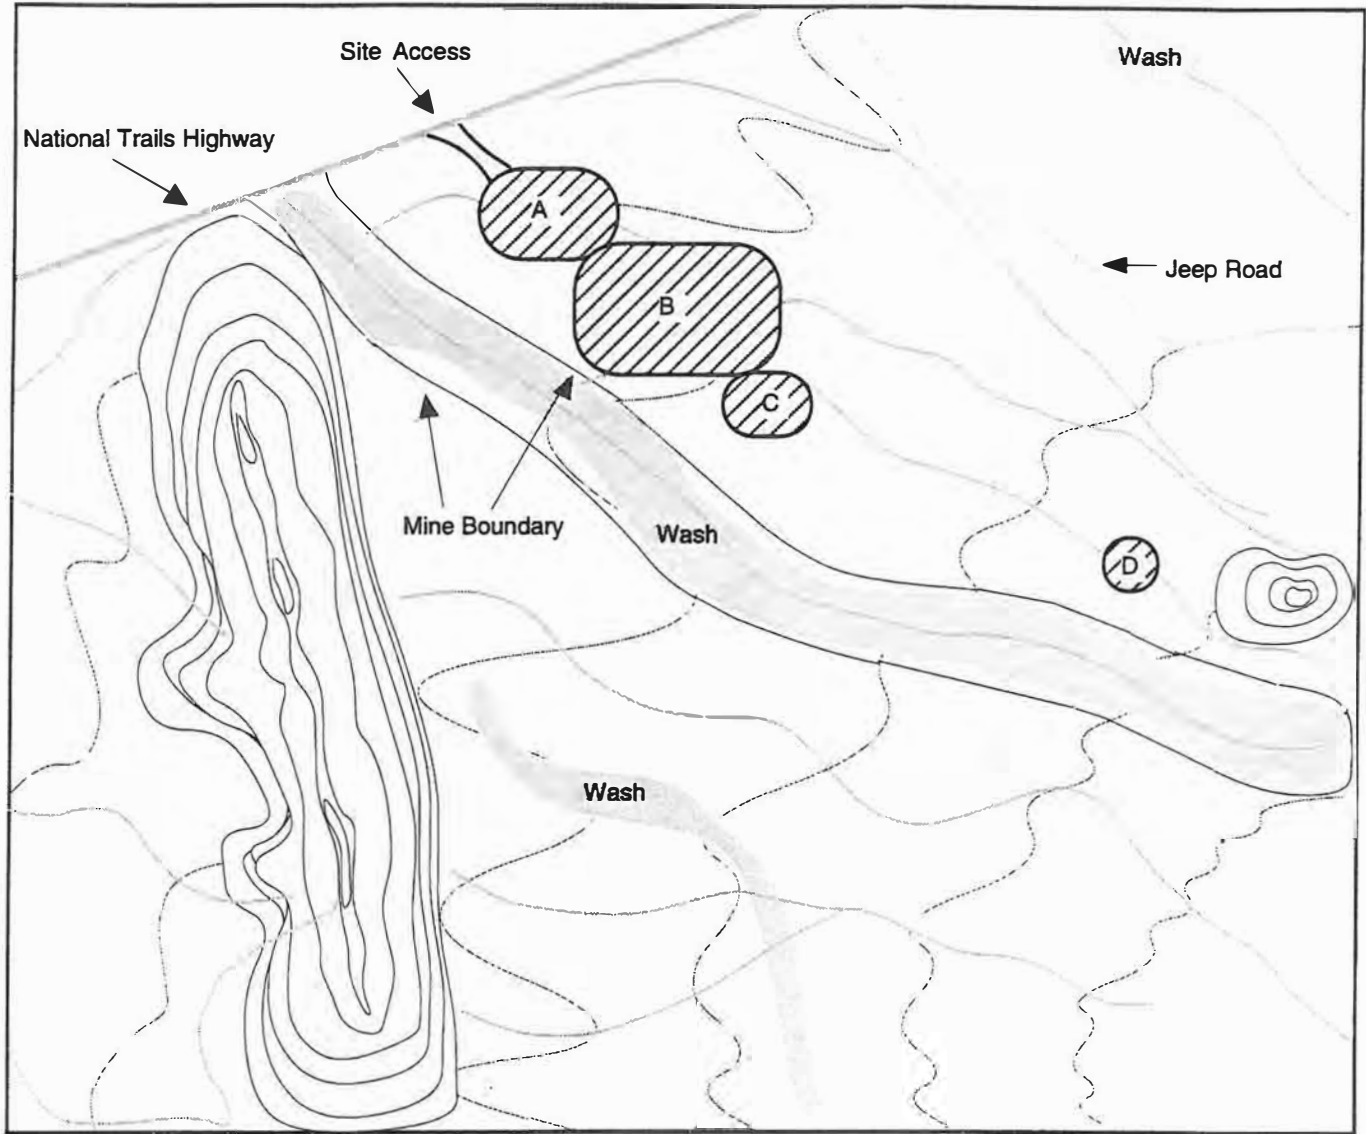 Site Access
Wash
National Trails Highway
A
Jeep Road
B
C
Mine Boundary
Wash
D
Wash